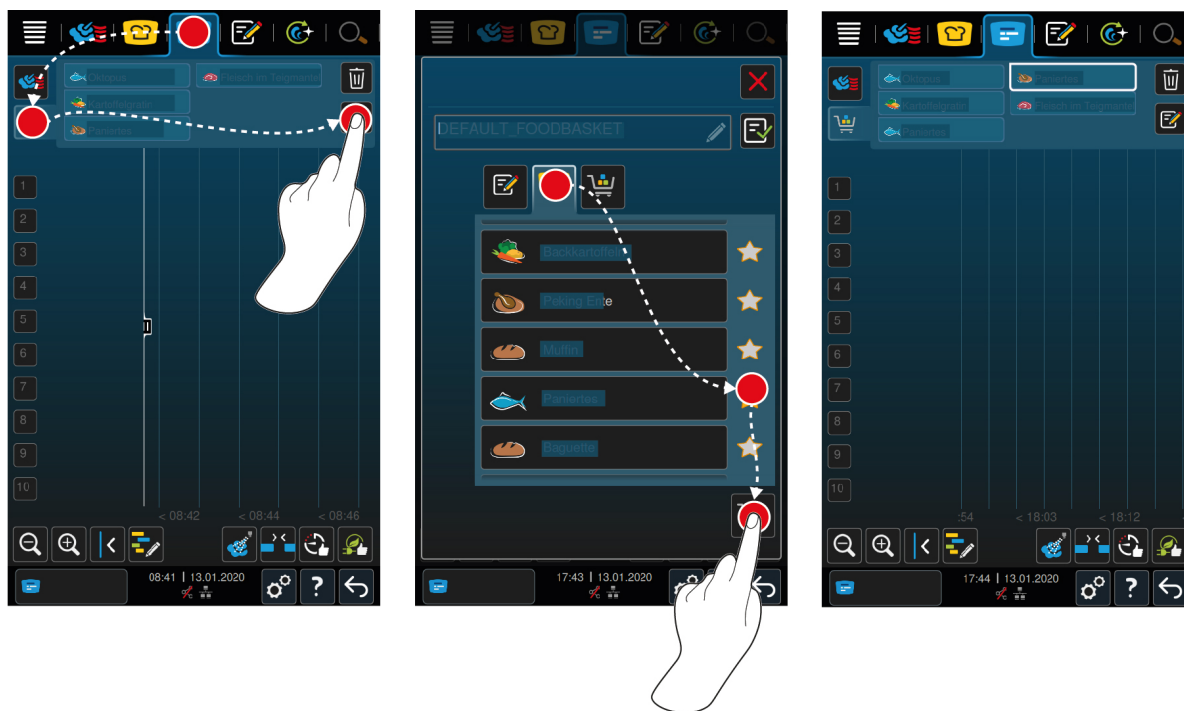 Oktopus
Fleisch im Teigmantel
Kartoffelgratin
Paniertes
1
2
3
4
5
6
7
8
9
10
< 08:42
< 08:44
< 08:46
08:41 | 13.01.2020
?
DEFAULT_FOODBASKET
Backkartoffeln
Peking Ente
Muffin
Paniertes
Baguette
17:43 | 13.01.2020
Oktopus
Paniertes
Kartoffelgratin
Fleisch im Teigmantel
Paniertes
1
2
3
4
5
6
7
8
9
10
:54
< 18:03
< 18:12
17:44 | 13.01.2020
?